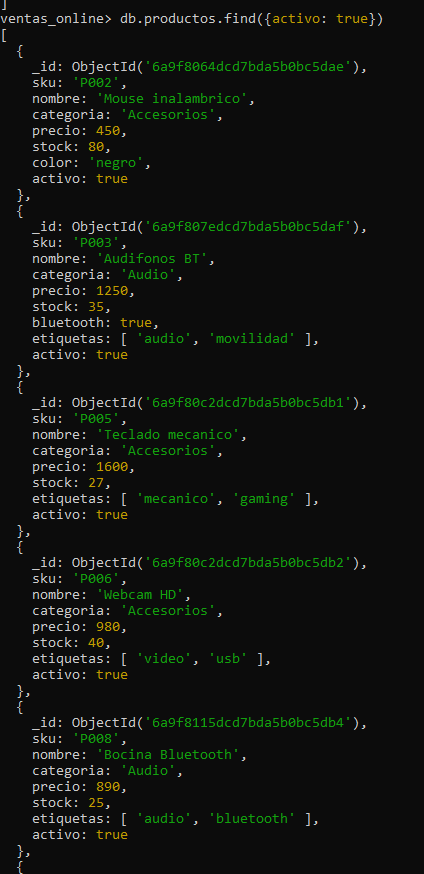 ]
ventas_online> db.productos.find({activo: true})
[
  {
    _id: ObjectId('6a9f8064dcd7bda5b0bc5dae'),
    sku: 'P002',
    nombre: 'Mouse inalambrico',
    categoria: 'Accesorios',
    precio: 450,
    stock: 80,
    color: 'negro',
    activo: true
  },
  {
    _id: ObjectId('6a9f807edcd7bda5b0bc5daf'),
    sku: 'P003',
    nombre: 'Audifonos BT',
    categoria: 'Audio',
    precio: 1250,
    stock: 35,
    bluetooth: true,
    etiquetas: [ 'audio', 'movilidad' ],
    activo: true
  },
  {
    _id: ObjectId('6a9f80c2dcd7bda5b0bc5db1'),
    sku: 'P005',
    nombre: 'Teclado mecanico',
    categoria: 'Accesorios',
    precio: 1600,
    stock: 27,
    etiquetas: [ 'mecanico', 'gaming' ],
    activo: true
  },
  {
    _id: ObjectId('6a9f80c2dcd7bda5b0bc5db2'),
    sku: 'P006',
    nombre: 'Webcam HD',
    categoria: 'Accesorios',
    precio: 980,
    stock: 40,
    etiquetas: [ 'video', 'usb' ],
    activo: true
  },
  {
    _id: ObjectId('6a9f8115dcd7bda5b0bc5db4'),
    sku: 'P008',
    nombre: 'Bocina Bluetooth',
    categoria: 'Audio',
    precio: 890,
    stock: 25,
    etiquetas: [ 'audio', 'bluetooth' ],
    activo: true
  },
  {